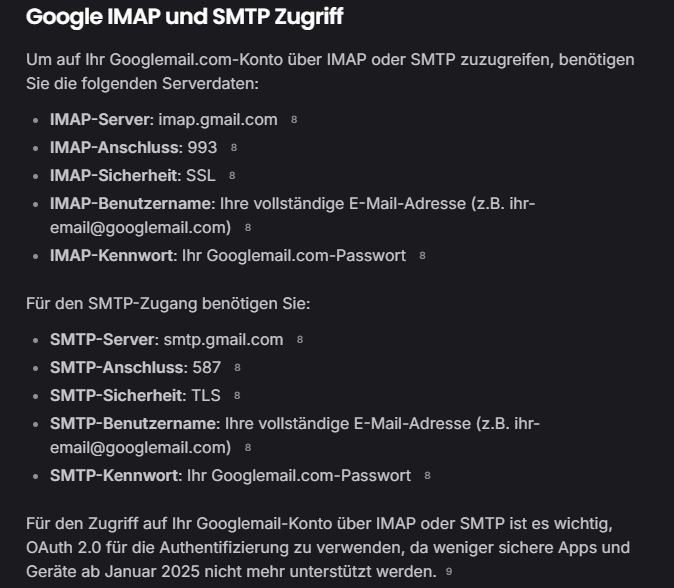 Google IMAP und SMTP Zugriff
Um auf Ihr Googlemail.com-Konto über IMAP oder SMTP zuzugreifen, benötigen
Sie die folgenden Serverdaten:
• IMAP-Server: imap.gmail.com 8
• IMAP-Anschluss: 993 8
• IMAP-Sicherheit: SSL 8
• IMAP-Benutzername: Ihre vollständige E-Mail-Adresse (z.B. ihr-
email@googlemail.com) 8
• IMAP-Kennwort: Ihr Googlemail.com-Passwort 8
Für den SMTP-Zugang benötigen Sie:
• SMTP-Server: smtp.gmail.com 8
• SMTP-Anschluss: 587 8
• SMTP-Sicherheit: TLS 8
• SMTP-Benutzername: Ihre vollständige E-Mail-Adresse (z.B. ihr-
email@googlemail.com) 8
• SMTP-Kennwort: Ihr Googlemail.com-Passwort 8
Für den Zugriff auf Ihr Googlemail-Konto über IMAP oder SMTP ist es wichtig,
OAuth 2.0 für die Authentifizierung zu verwenden, da weniger sichere Apps und
Geräte ab Januar 2025 nicht mehr unterstützt werden. 9